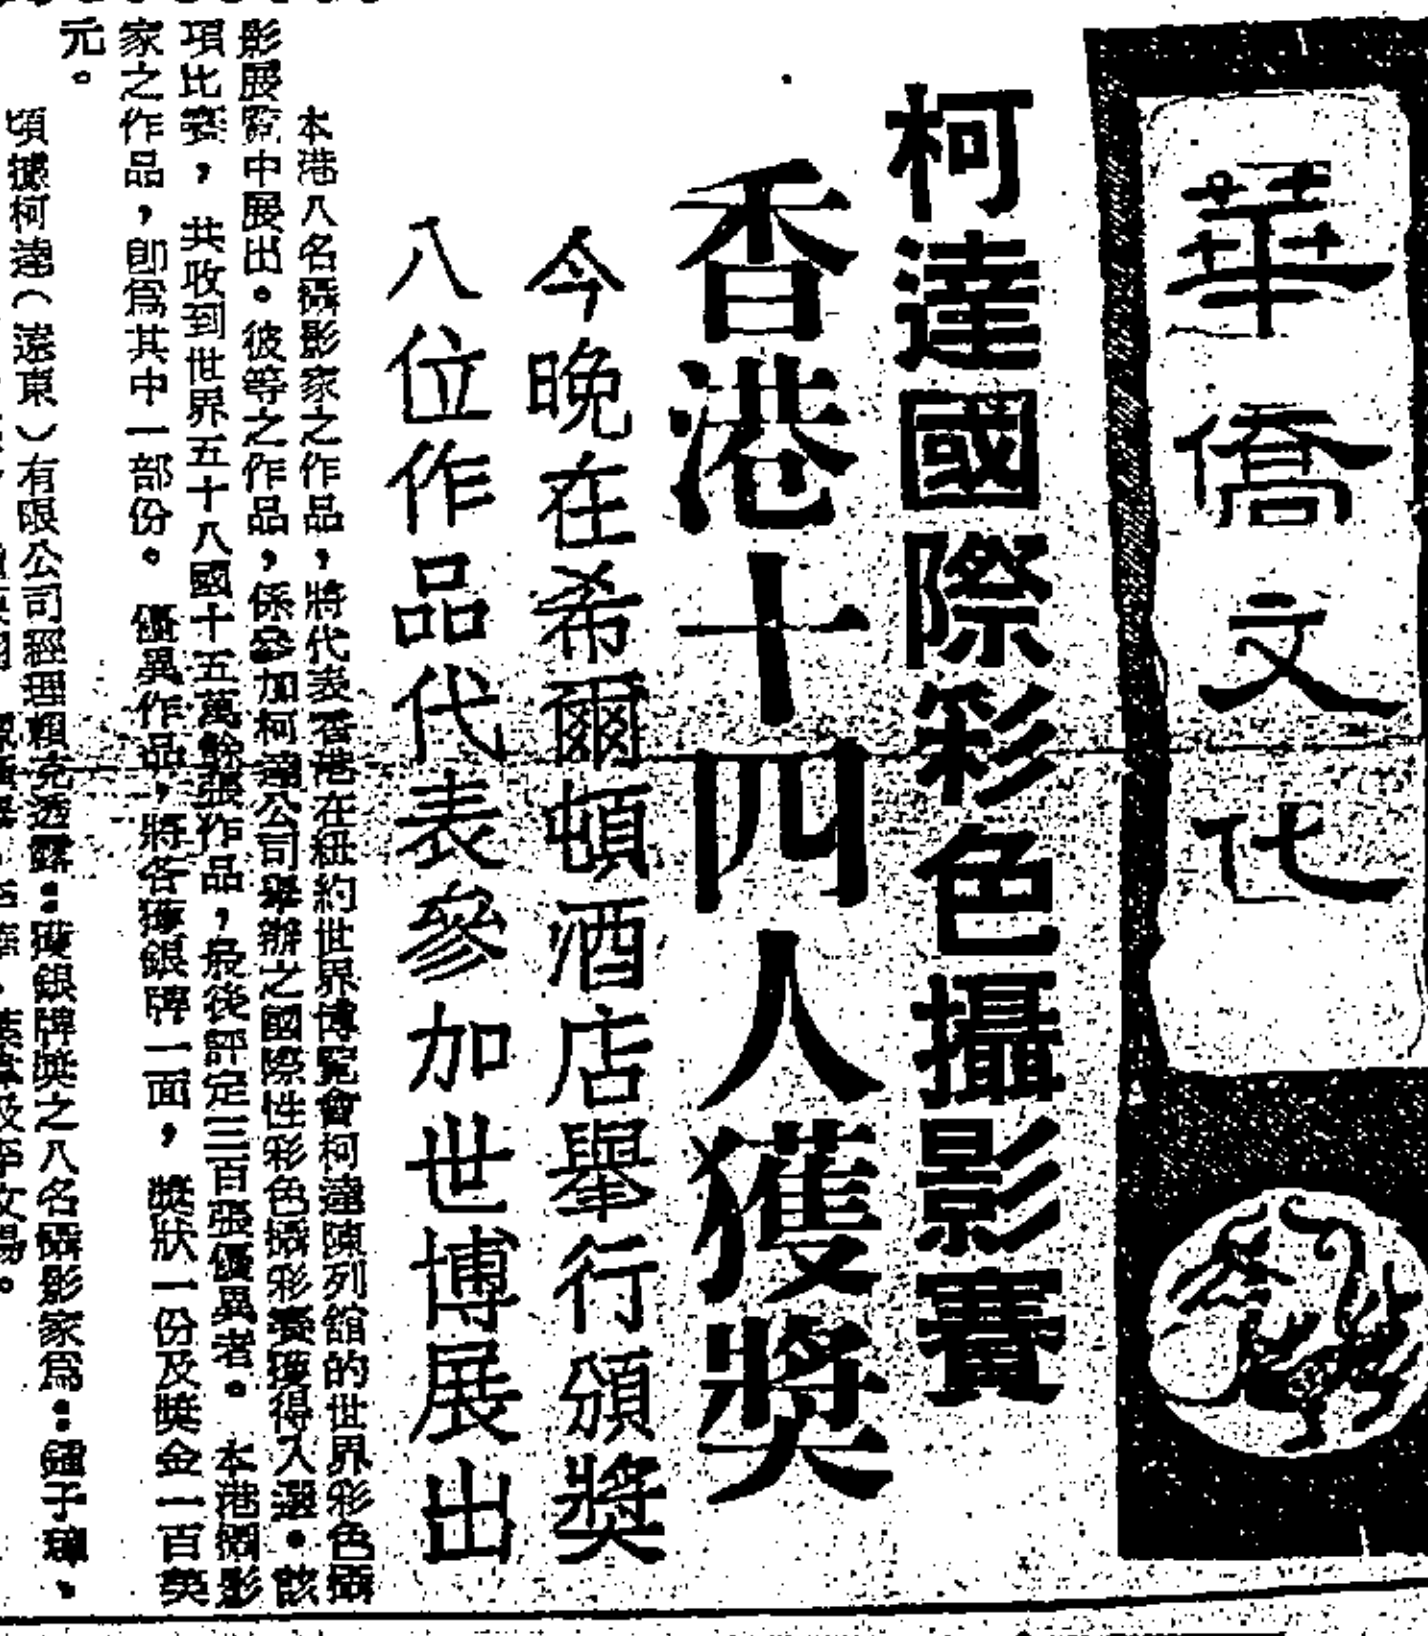 華僑文化
柯達國際彩色攝影賽
香港十四人獲獎
今晚在希爾頓酒店舉行頒獎
八位作品代表參加世博展出
本港八名攝影家之作品，將代表香港在紐約世界博覽會柯達陳列館的世界彩色攝
影展覽中展出。彼等之作品，係參加柯達公司舉辦之國際性彩色攝影賽獲得入選。該
項比賽，共收到世界五十八國十五萬餘張作品，最後評定三百張優異者。本港攝影
家之作品，卽爲其中一部份。優異作品，將各獲銀牌一面，獎狀一份及獎金一百美
元。
頃據柯達（遠東）有限公司經理賴克透露：獲銀牌獎之八名攝影家爲：鍾子